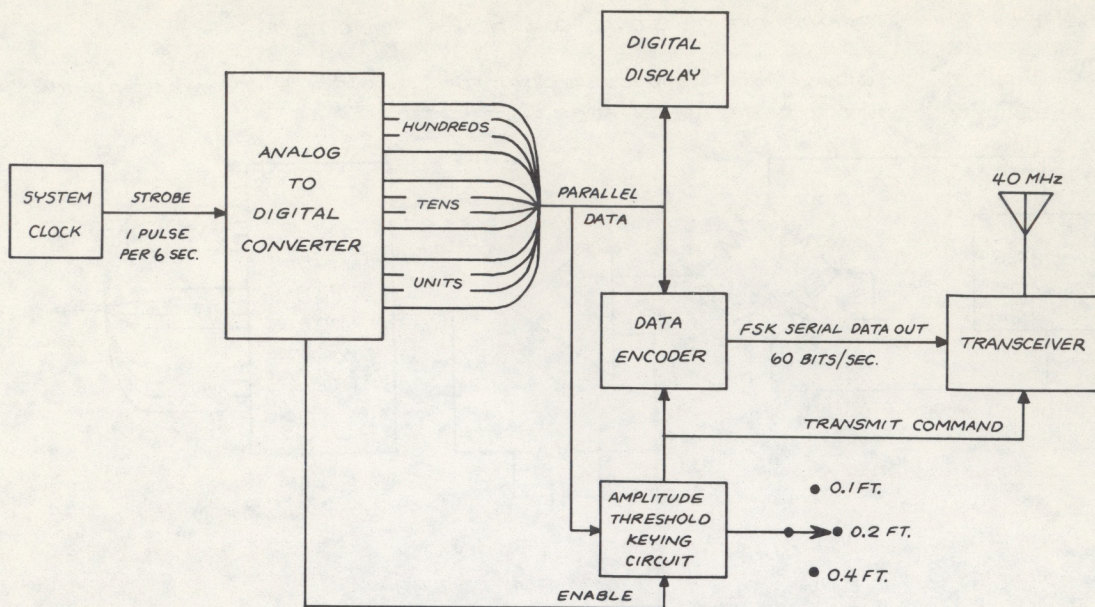 DIGITAL
DISPLAY
ANALOG
TO
DIGITAL
CONVERTER
HUNDREDS
TENS
UNITS
SYSTEM
CLOCK
STROBE
1 PULSE
PER 6 SEC.
PARALLEL
DATA
40 MHz
DATA
ENCODER
FSK SERIAL DATA OUT
60 BITS/SEC.
TRANSCEIVER
TRANSMIT COMMAND
AMPLITUDE
THRESHOLD
KEYING
CIRCUIT
0.1 FT.
0.2 FT.
0.4 FT.
ENABLE